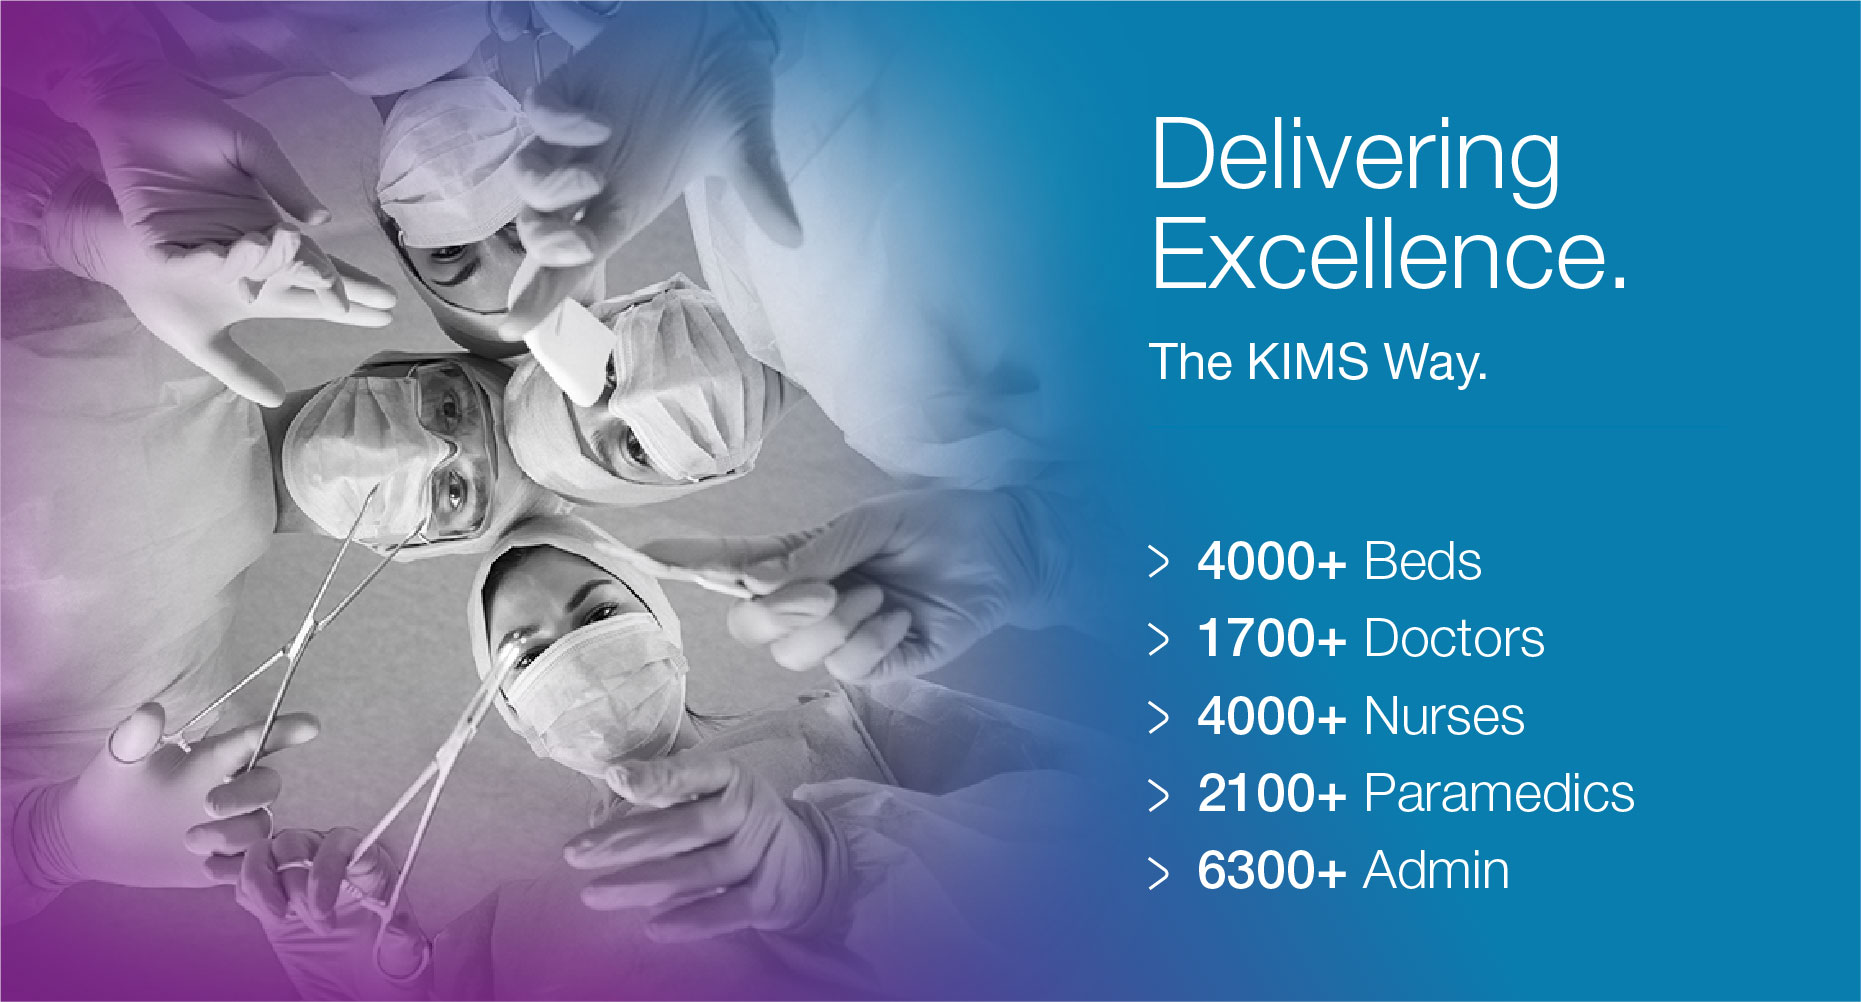 Delivering
Excellence.
The KIMS Way.
> 4000+ Beds
> 1700+ Doctors
> 4000+ Nurses
> 2100+ Paramedics
> 6300+ Admin